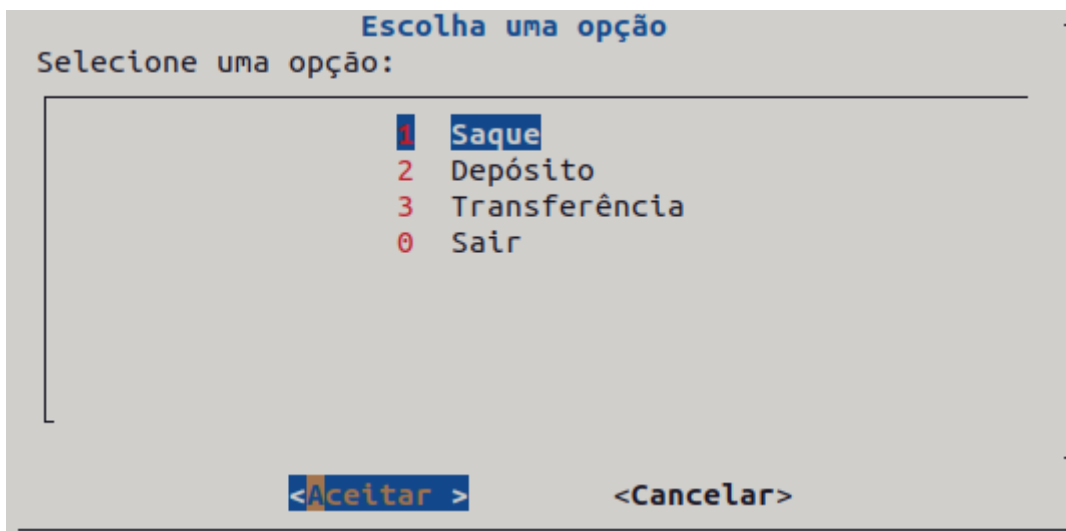 Escolha uma opção
Selecione uma opção:
1 Saque
2 Depósito
3 Transferência
0 Sair
<Aceitar > <Cancelar>